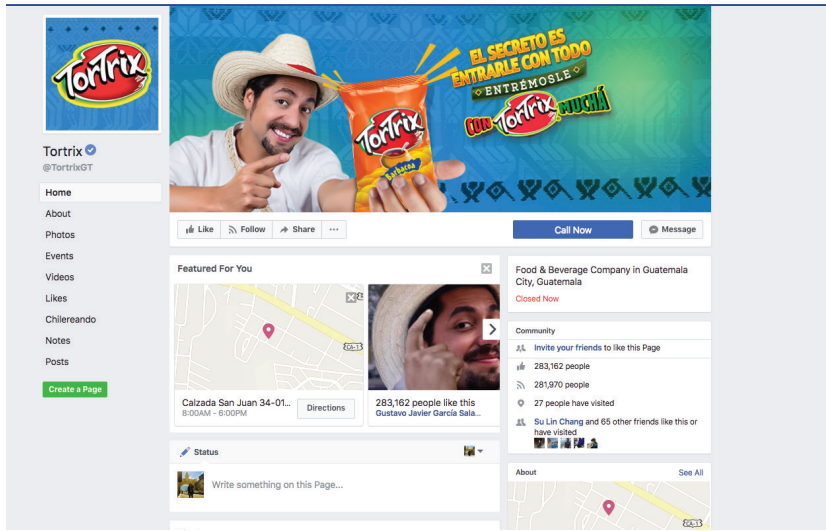 TorTrix
Tortrix
@TortrixGT
Home
About
Photos
Events
Videos
Likes
Chilereando
Notes
Posts
Create a Page
TorTrix
Barbacoa
EL SECRETO ES
ENTRARLE CON TODO
ENTRÉMOSLE
CON TorTrix MUCHÁ
Like Follow Share ...
Call Now
Message
Featured For You
CA-1
Calzada San Juan 34-01...
8:00AM - 6:00PM
Directions
283,162 people like this
Gustavo Javier García Sala...
Status
Write something on this Page...
Food & Beverage Company in Guatemala
City, Guatemala
Closed Now
Community
Invite your friends to like this Page
283,162 people
281,970 people
27 people have visited
Su Lin Chang and 65 other friends like this or
have visited
About See All
CA-1